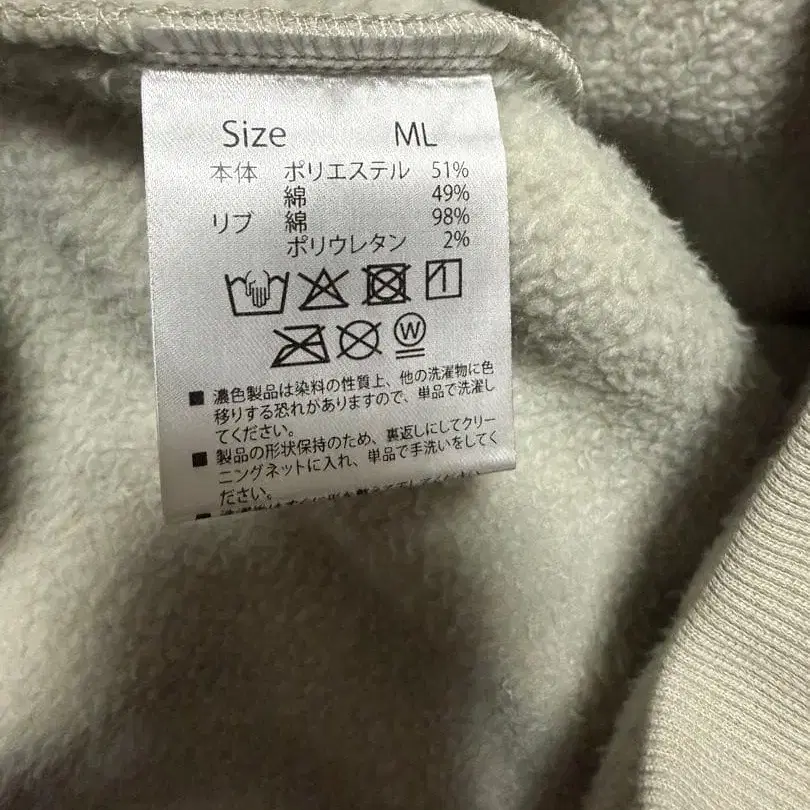 Size ML
本体 ポリエステル 51%
綿 49%
リブ 綿 98%
ポリウレタン 2%
W
■ 濃色製品は染料の性質上、他の洗濯物に色
移りする恐れがありますので、単品で洗濯し
てください。
■ 製品の形状保持のため、裏返しにしてクリー
ニングネットに入れ、単品で手洗いをしてく
ださい。